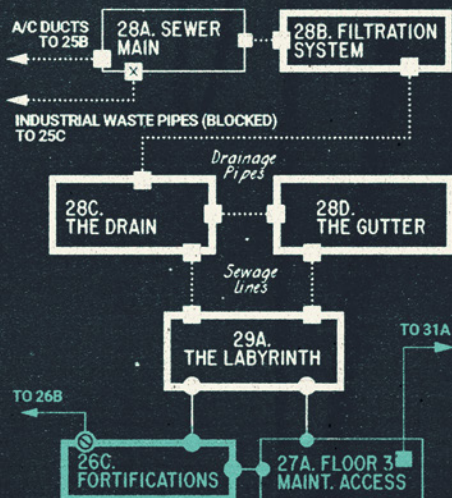 A/C DUCTS
TO 25B
28A. SEWER
MAIN
28B. FILTRATION
SYSTEM
X
INDUSTRIAL WASTE PIPES (BLOCKED)
TO 25C
Drainage
Pipes
28C.
THE DRAIN
28D.
THE GUTTER
Sewage
Lines
29A.
THE LABYRINTH
TO 31A
TO 26B
26C.
FORTIFICATIONS
27A. FLOOR 3
MAINT. ACCESS